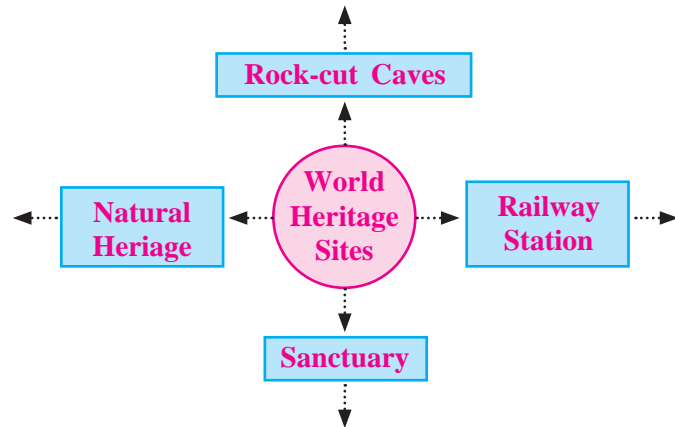 Rock-cut Caves
World
Heritage
Sites
Natural
Heriage
Railway
Station
Sanctuary